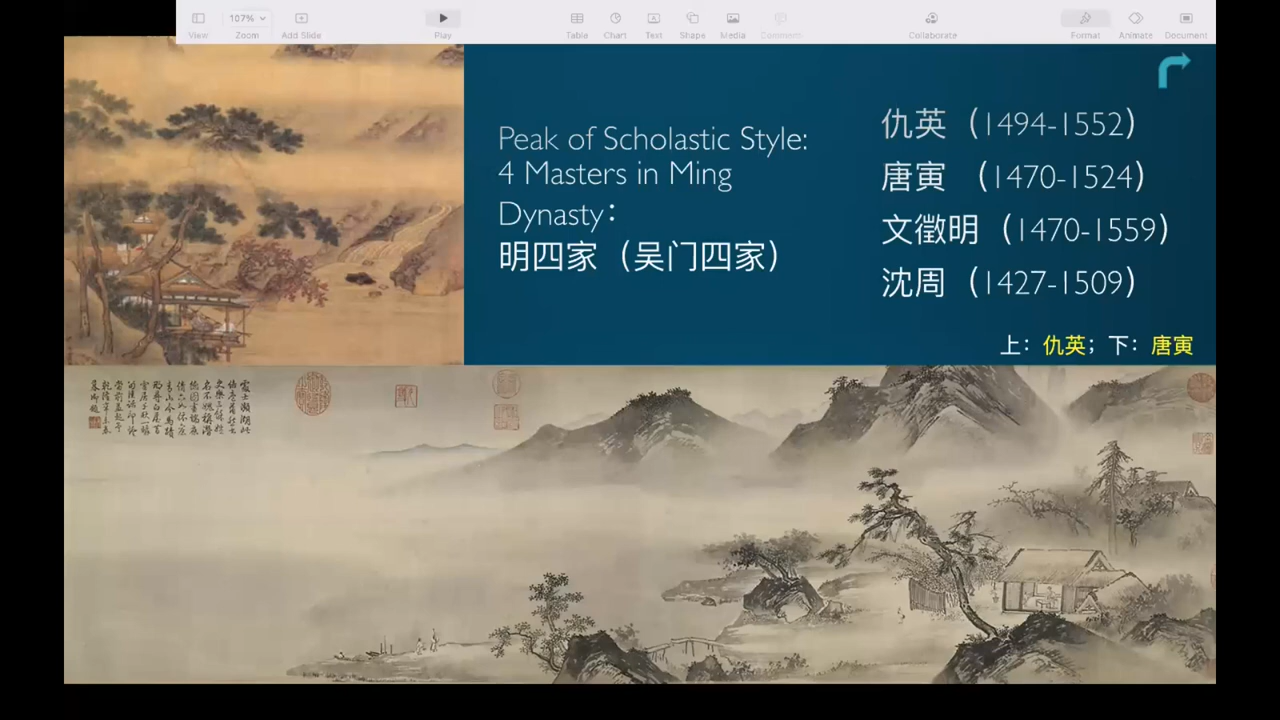 107%
View
Zoom
Add Slide
Play
Table
Chart
Text
Shape
Media
Comment
Collaborate
Format
Animate
Document
Peak of Scholastic Style:
4 Masters in Ming
Dynasty：
明四家（吴门四家）
仇英（1494-1552）
唐寅 （1470-1524）
文徵明（1470-1559）
沈周（1427-1509）
上：仇英；下：唐寅